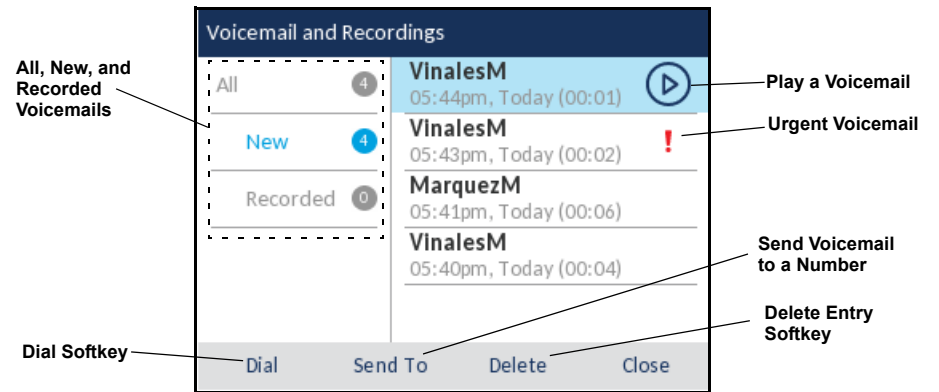 Voicemail and Recordings
All, New, and
Recorded
Voicemails
All 4
New 4
Recorded 0
VinalesM
05:44pm, Today (00:01)
VinalesM
05:43pm, Today (00:02)
!
MarquezM
05:41pm, Today (00:06)
VinalesM
05:40pm, Today (00:04)
Play a Voicemail
Urgent Voicemail
Send Voicemail
to a Number
Delete Entry
Softkey
Dial Softkey
Dial Send To Delete Close